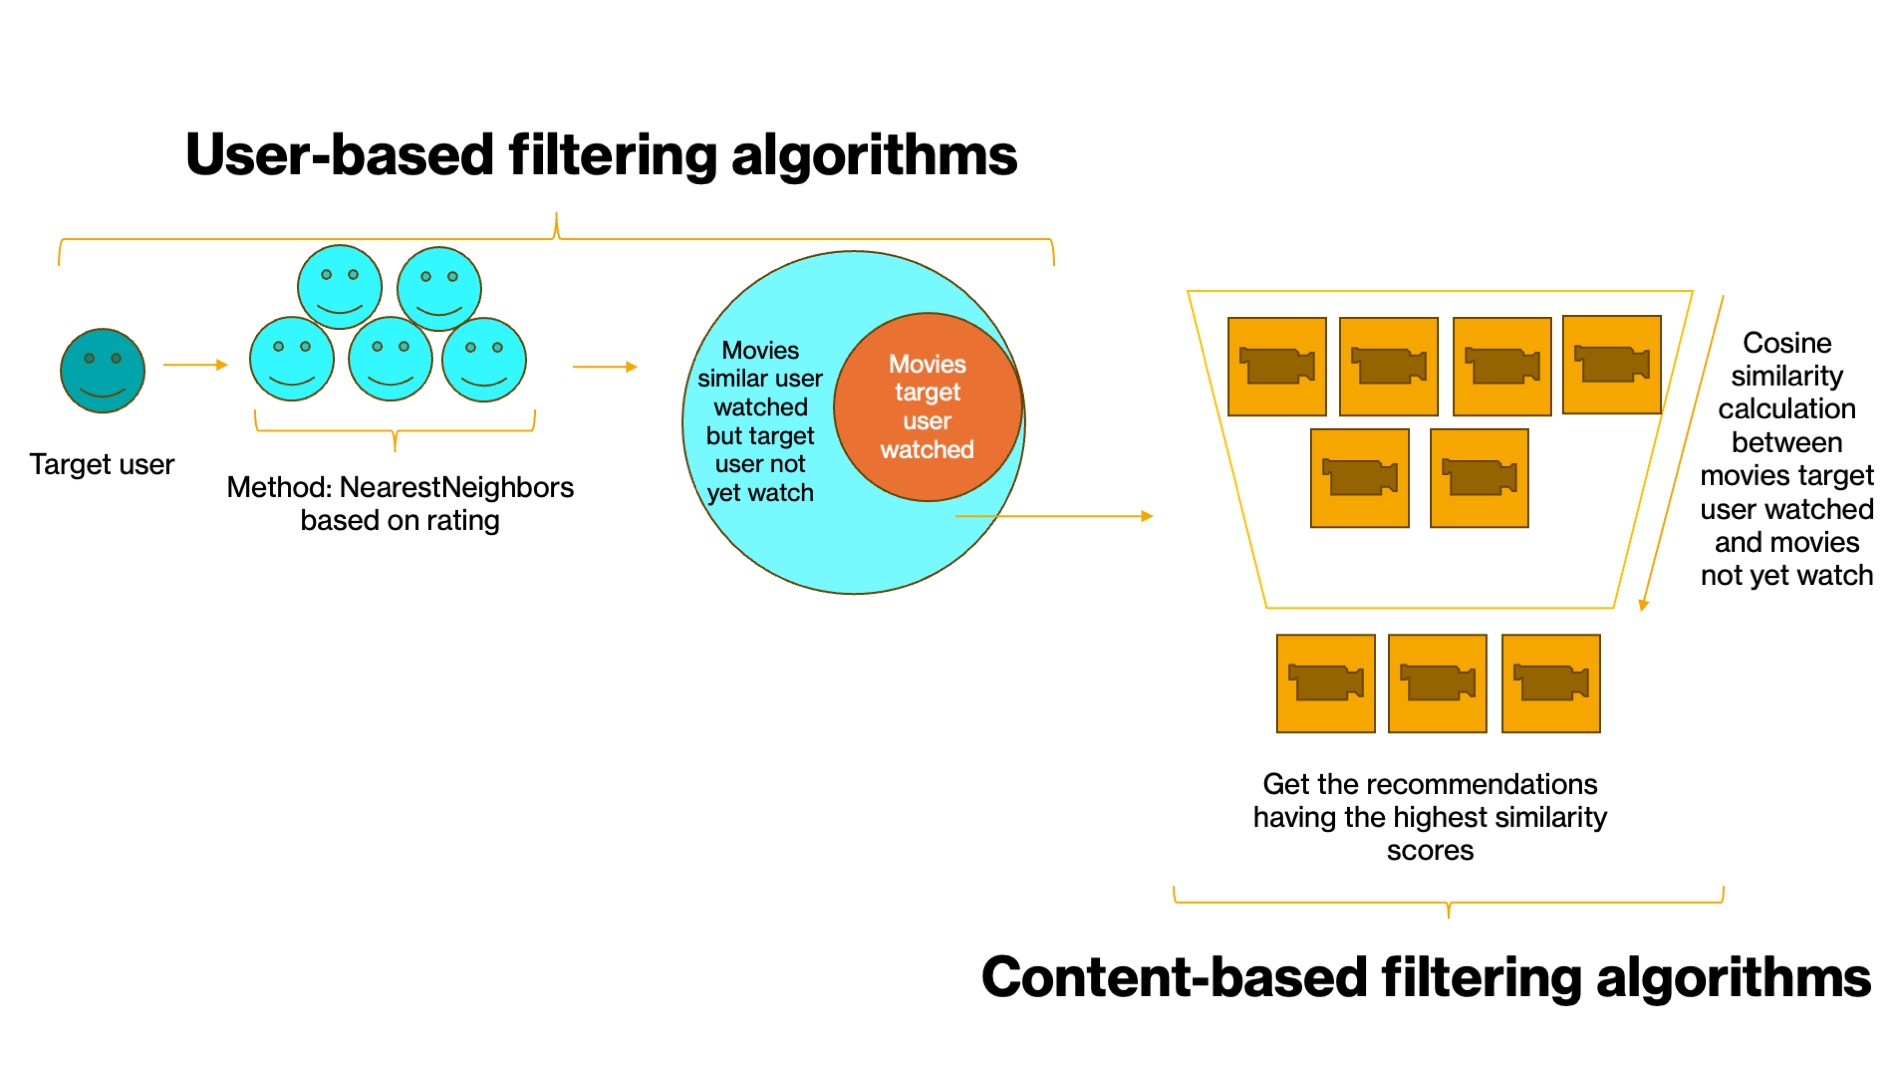 User-based filtering algorithms
Target user
Method: NearestNeighbors
based on rating
Movies
similar user
watched
but target
user not
yet watch
Movies
target
user
watched
Cosine
similarity
calculation
between
movies target
user watched
and movies
not yet watch
Get the recommendations
having the highest similarity
scores
Content-based filtering algorithms